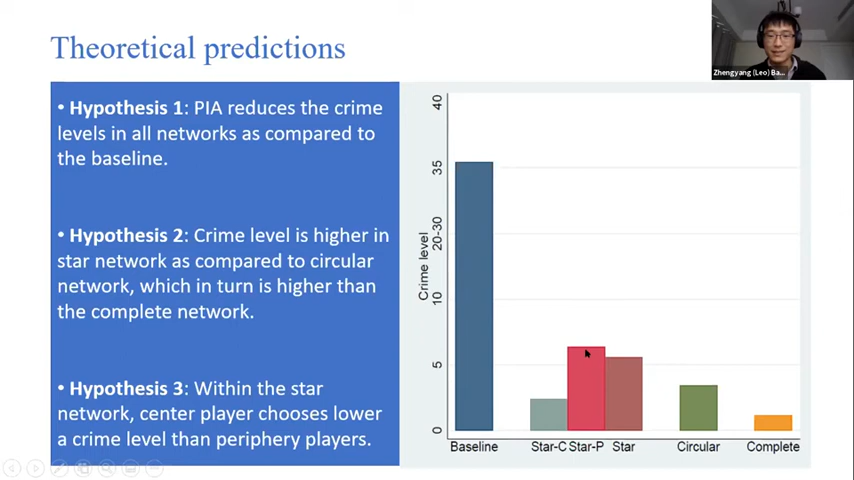 Theoretical predictions
Zhengyang (Leo) Ba...
• Hypothesis 1: PIA reduces the crime
levels in all networks as compared to
the baseline.
• Hypothesis 2: Crime level is higher in
star network as compared to circular
network, which in turn is higher than
the complete network.
• Hypothesis 3: Within the star
network, center player chooses lower
a crime level than periphery players.
Crime level
40
35
20-30
10
5
0
Baseline Star-C Star-P Star Circular Complete